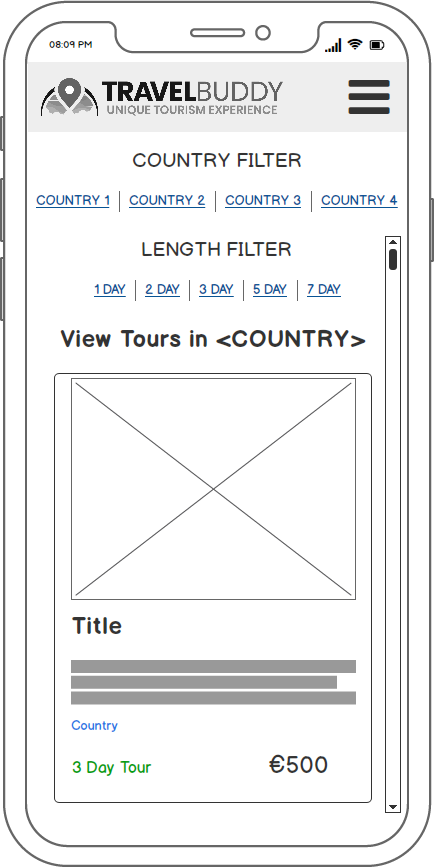 08:09 PM
TRAVELBUDDY
UNIQUE TOURISM EXPERIENCE
COUNTRY FILTER
COUNTRY 1 COUNTRY 2 COUNTRY 3 COUNTRY 4
LENGTH FILTER
1 DAY 2 DAY 3 DAY 5 DAY 7 DAY
View Tours in <COUNTRY>
Title
Country
3 Day Tour €500